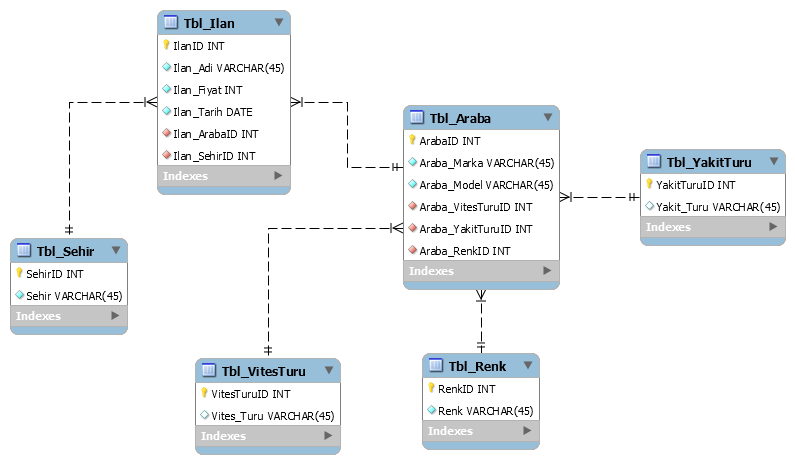 Tbl_Ilan
IlanID INT
Ilan_Adi VARCHAR(45)
Ilan_Fiyat INT
Ilan_Tarih DATE
Ilan_ArabaID INT
Ilan_SehirID INT
Indexes
Tbl_Araba
ArabaID INT
Araba_Marka VARCHAR(45)
Araba_Model VARCHAR(45)
Araba_VitesTuruID INT
Araba_YakitTuruID INT
Araba_RenkID INT
Indexes
Tbl_YakitTuru
YakitTuruID INT
Yakit_Turu VARCHAR(45)
Indexes
Tbl_Sehir
SehirID INT
Sehir VARCHAR(45)
Indexes
Tbl_VitesTuru
VitesTuruID INT
Vites_Turu VARCHAR(45)
Indexes
Tbl_Renk
RenkID INT
Renk VARCHAR(45)
Indexes